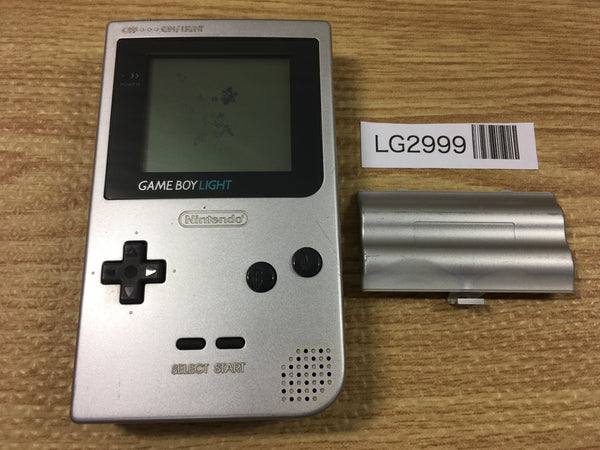 OFF ON/LIGHT
POWER
LG2999
GAME BOY LIGHT
Nintendo
B A
SELECT START